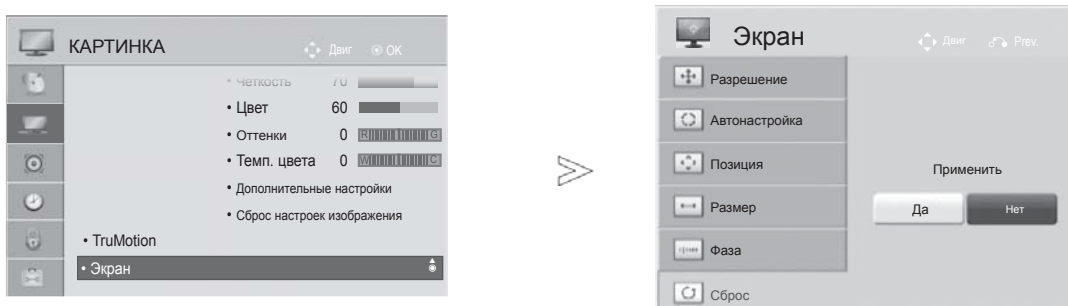 КАРТИНКА
Двиг OK
• Четкость 70
• Цвет 60
• Оттенки 0 R G
• Темп. цвета 0 W C
• Дополнительные настройки
• Сброс настроек изображения
• TruMotion
• Экран
Экран
Двиг Prev.
Разрешение
Автонастройка
Позиция
Размер
Фаза
Сброс
Применить
Да Нет